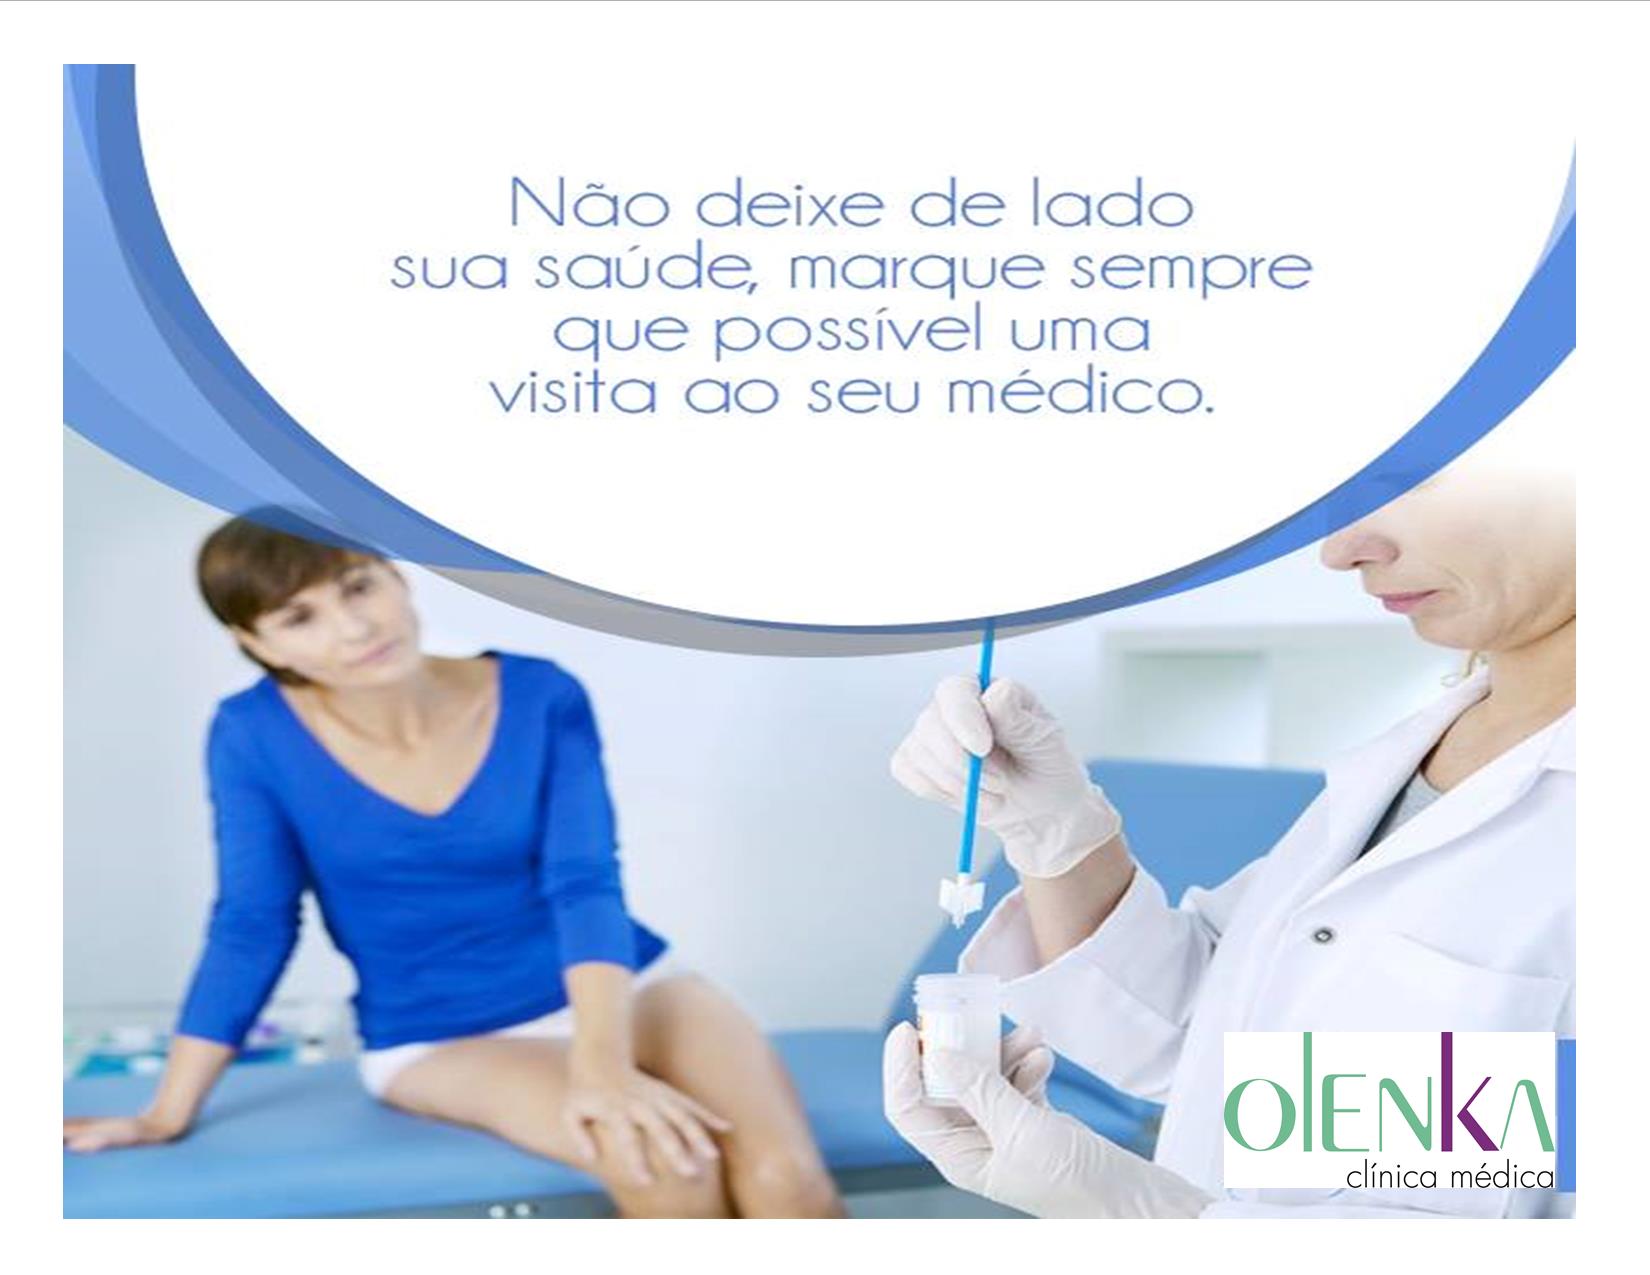 Não deixe de lado
sua saúde, marque sempre
que possível uma
visita ao seu médico.
OLENKA
clínica médica